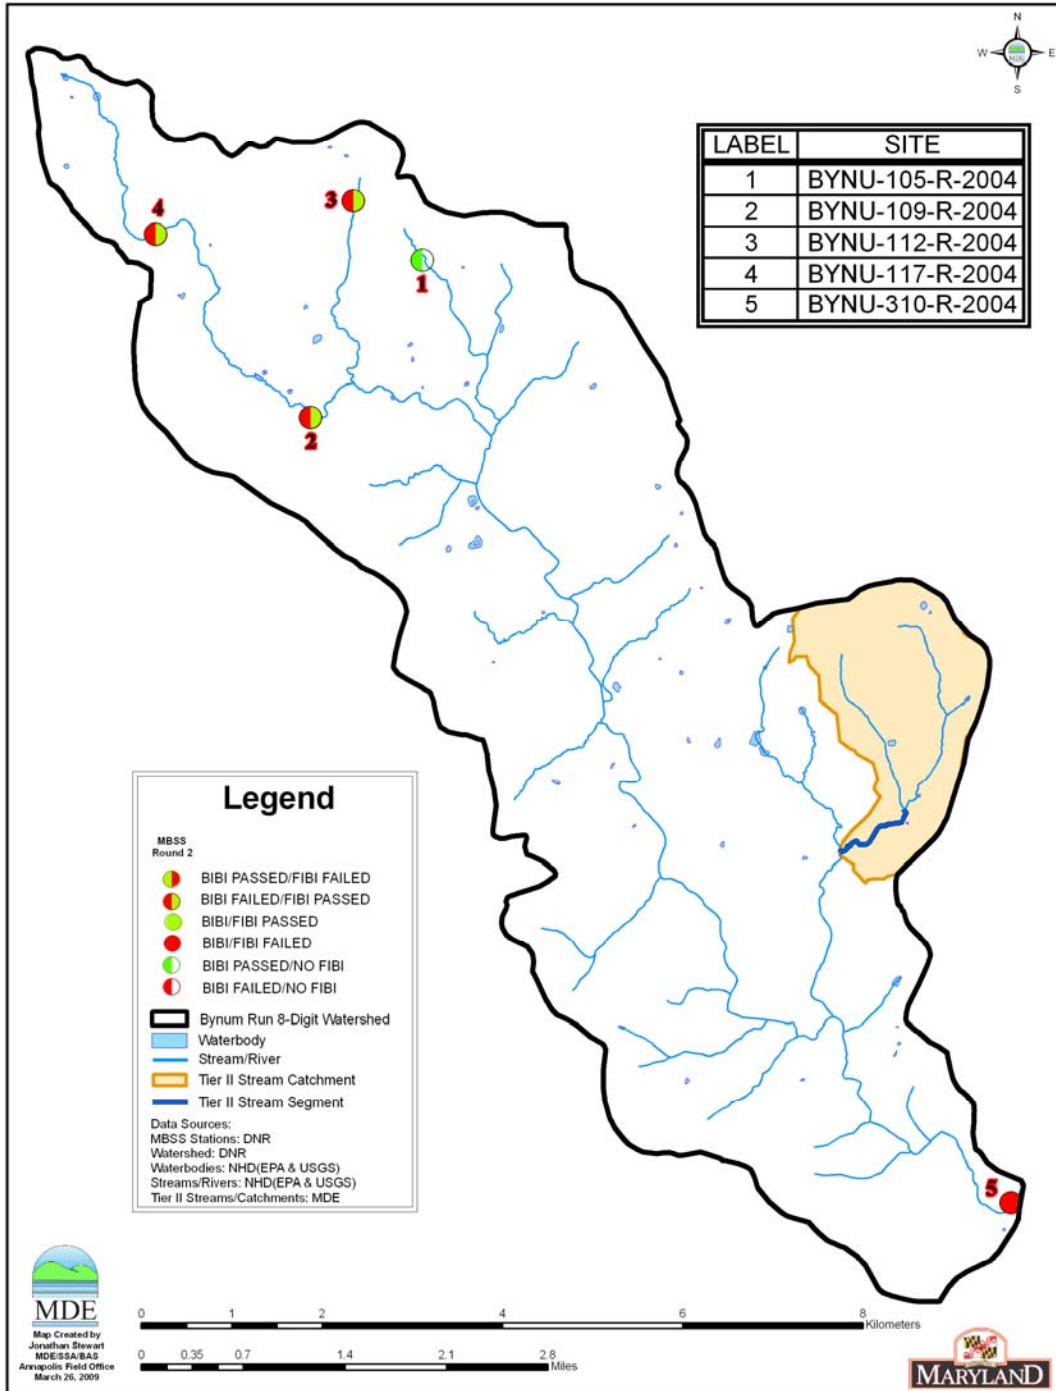 N
W
E
MDE
S
LABEL SITE
1 BYNU-105-R-2004
2 BYNU-109-R-2004
3 BYNU-112-R-2004
4 BYNU-117-R-2004
5 BYNU-310-R-2004
3
4
1
2
Legend
MBSS
Round 2
BIBI PASSED/FIBI FAILED
BIBI FAILED/FIBI PASSED
BIBI/FIBI PASSED
BIBI/FIBI FAILED
BIBI PASSED/NO FIBI
BIBI FAILED/NO FIBI
Bynum Run 8-Digit Watershed
Waterbody
Stream/River
Tier II Stream Catchment
Tier II Stream Segment
Data Sources:
MBSS Stations: DNR
Watershed: DNR
Waterbodies: NHD(EPA & USGS)
Streams/Rivers: NHD(EPA & USGS)
Tier II Streams/Catchments: MDE
5
MDE
Map Created by
Jonathan Stewart
MDE/SSA/BAS
Annapolis Field Office
March 26, 2009
0 1 2 4 6 8
Kilometers
0 0.35 0.7 1.4 2.1 2.8
Miles
MARYLAND